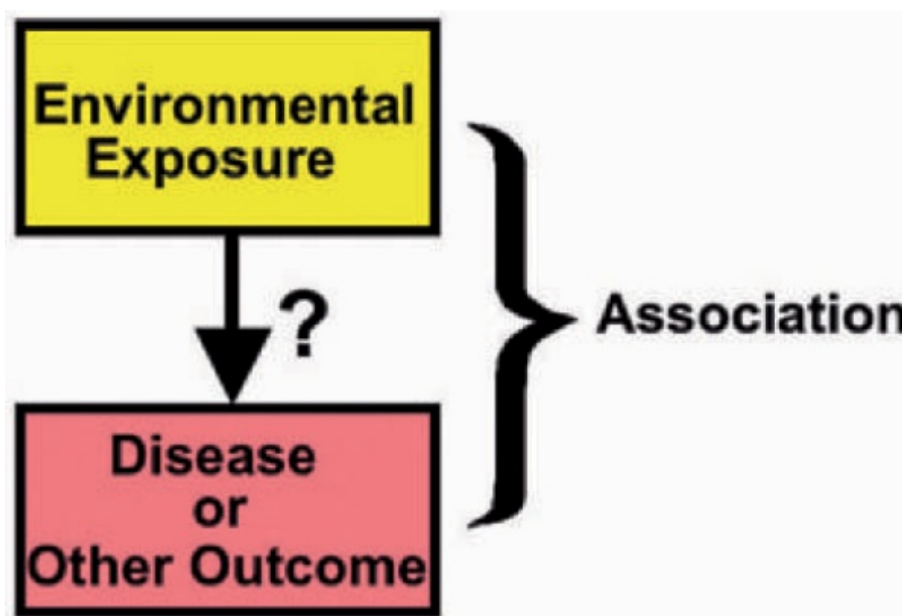 Environmental
Exposure
?
Association
Disease
or
Other Outcome